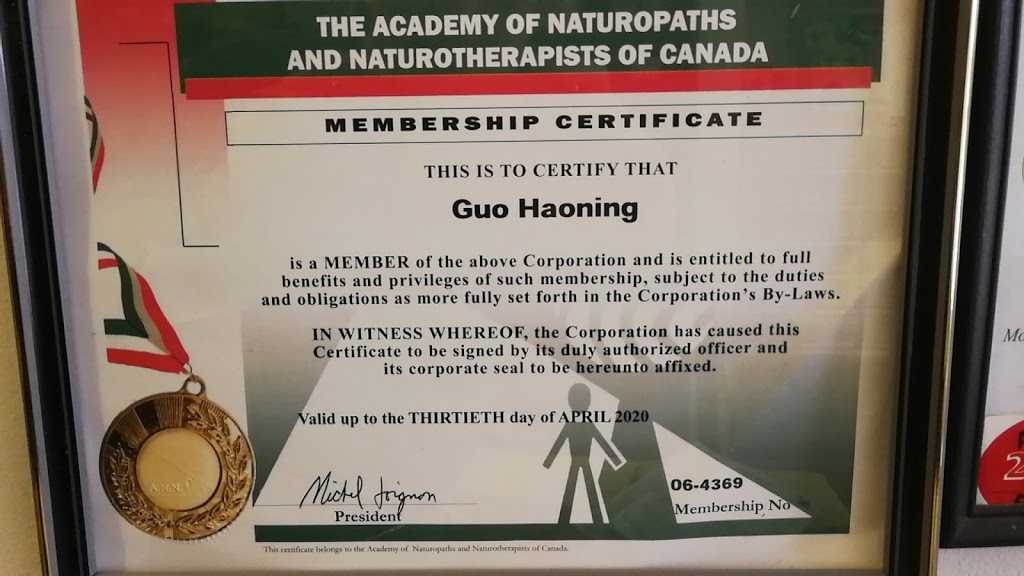 THE ACADEMY OF NATUROPATHS
AND NATUROTHERAPISTS OF CANADA
MEMBERSHIP CERTIFICATE
THIS IS TO CERTIFY THAT
Guo Haoning
is a MEMBER of the above Corporation and is entitled to full
benefits and privileges of such membership, subject to the duties
and obligations as more fully set forth in the Corporation's By-Laws.
IN WITNESS WHEREOF, the Corporation has caused this
Certificate to be signed by its duly authorized officer and
its corporate seal to be hereunto affixed.
Valid up to the THIRTIETH day of APRIL 2020
President
06-4369
Membership No
This certificate belongs to the Academy of Naturopaths and Naturotherapists of Canada.